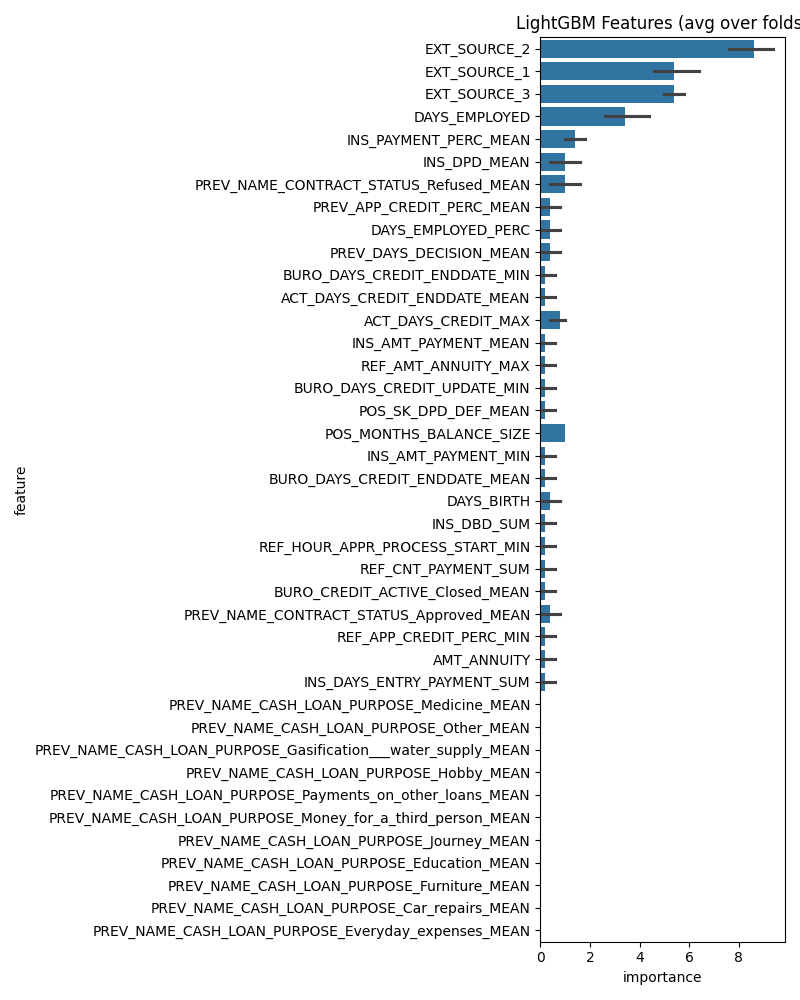 LightGBM Features (avg over folds
EXT_SOURCE_2
EXT_SOURCE_1
EXT_SOURCE_3
DAYS_EMPLOYED
INS_PAYMENT_PERC_MEAN
INS_DPD_MEAN
PREV_NAME_CONTRACT_STATUS_Refused_MEAN
PREV_APP_CREDIT_PERC_MEAN
DAYS_EMPLOYED_PERC
PREV_DAYS_DECISION_MEAN
BURO_DAYS_CREDIT_ENDDATE_MIN
ACT_DAYS_CREDIT_ENDDATE_MEAN
ACT_DAYS_CREDIT_MAX
INS_AMT_PAYMENT_MEAN
REF_AMT_ANNUITY_MAX
BURO_DAYS_CREDIT_UPDATE_MIN
POS_SK_DPD_DEF_MEAN
POS_MONTHS_BALANCE_SIZE
INS_AMT_PAYMENT_MIN
BURO_DAYS_CREDIT_ENDDATE_MEAN
DAYS_BIRTH
INS_DBD_SUM
REF_HOUR_APPR_PROCESS_START_MIN
REF_CNT_PAYMENT_SUM
BURO_CREDIT_ACTIVE_Closed_MEAN
PREV_NAME_CONTRACT_STATUS_Approved_MEAN
REF_APP_CREDIT_PERC_MIN
AMT_ANNUITY
INS_DAYS_ENTRY_PAYMENT_SUM
PREV_NAME_CASH_LOAN_PURPOSE_Medicine_MEAN
PREV_NAME_CASH_LOAN_PURPOSE_Other_MEAN
PREV_NAME_CASH_LOAN_PURPOSE_Gasification___water_supply_MEAN
PREV_NAME_CASH_LOAN_PURPOSE_Hobby_MEAN
PREV_NAME_CASH_LOAN_PURPOSE_Payments_on_other_loans_MEAN
PREV_NAME_CASH_LOAN_PURPOSE_Money_for_a_third_person_MEAN
PREV_NAME_CASH_LOAN_PURPOSE_Journey_MEAN
PREV_NAME_CASH_LOAN_PURPOSE_Education_MEAN
PREV_NAME_CASH_LOAN_PURPOSE_Furniture_MEAN
PREV_NAME_CASH_LOAN_PURPOSE_Car_repairs_MEAN
PREV_NAME_CASH_LOAN_PURPOSE_Everyday_expenses_MEAN
feature
0 2 4 6 8
importance